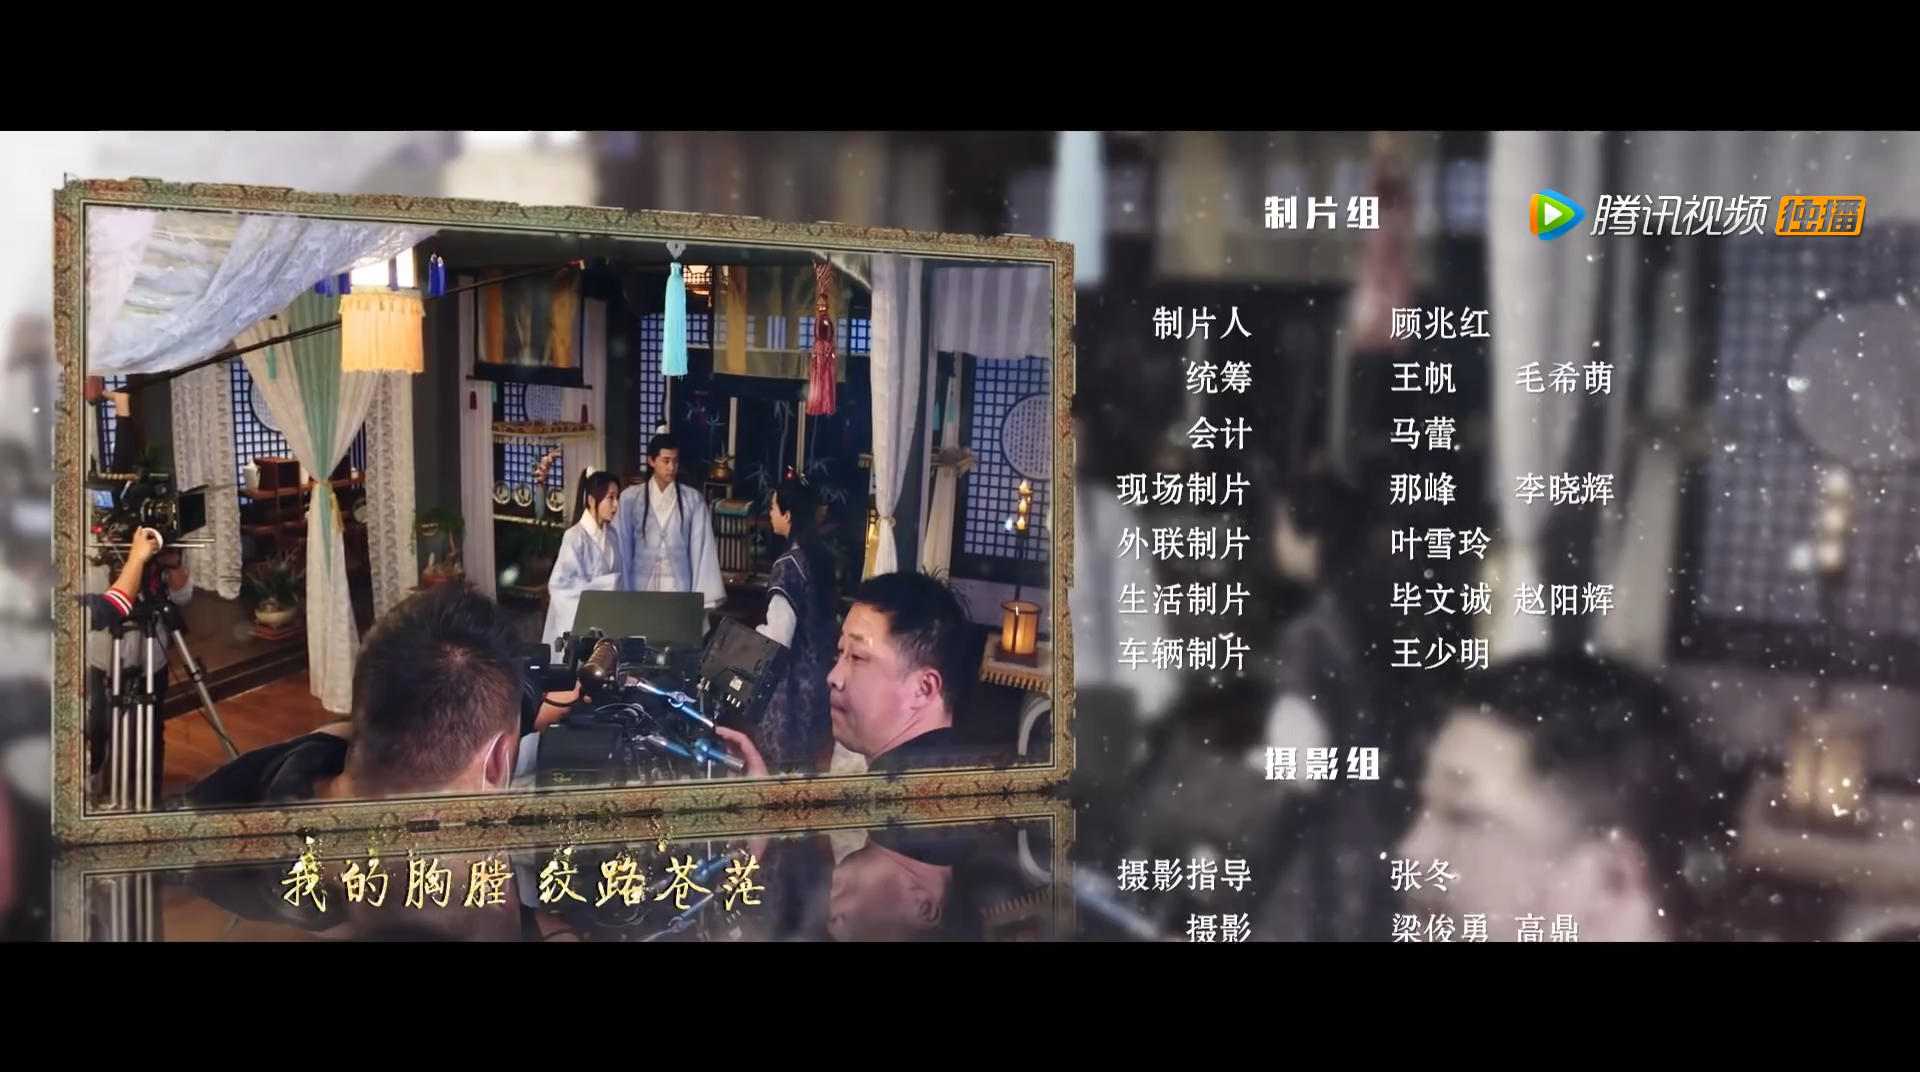 制片组
腾讯视频 独播
制片人 顾兆红
统筹 王帆 毛希萌
会计 马蕾
现场制片 那峰 李晓辉
外联制片 叶雪玲
生活制片 毕文诚 赵阳辉
车辆制片 王少明
摄影组
摄影指导 张冬
摄影 梁俊勇 高鼎
我的胸膛 纹路苍茫